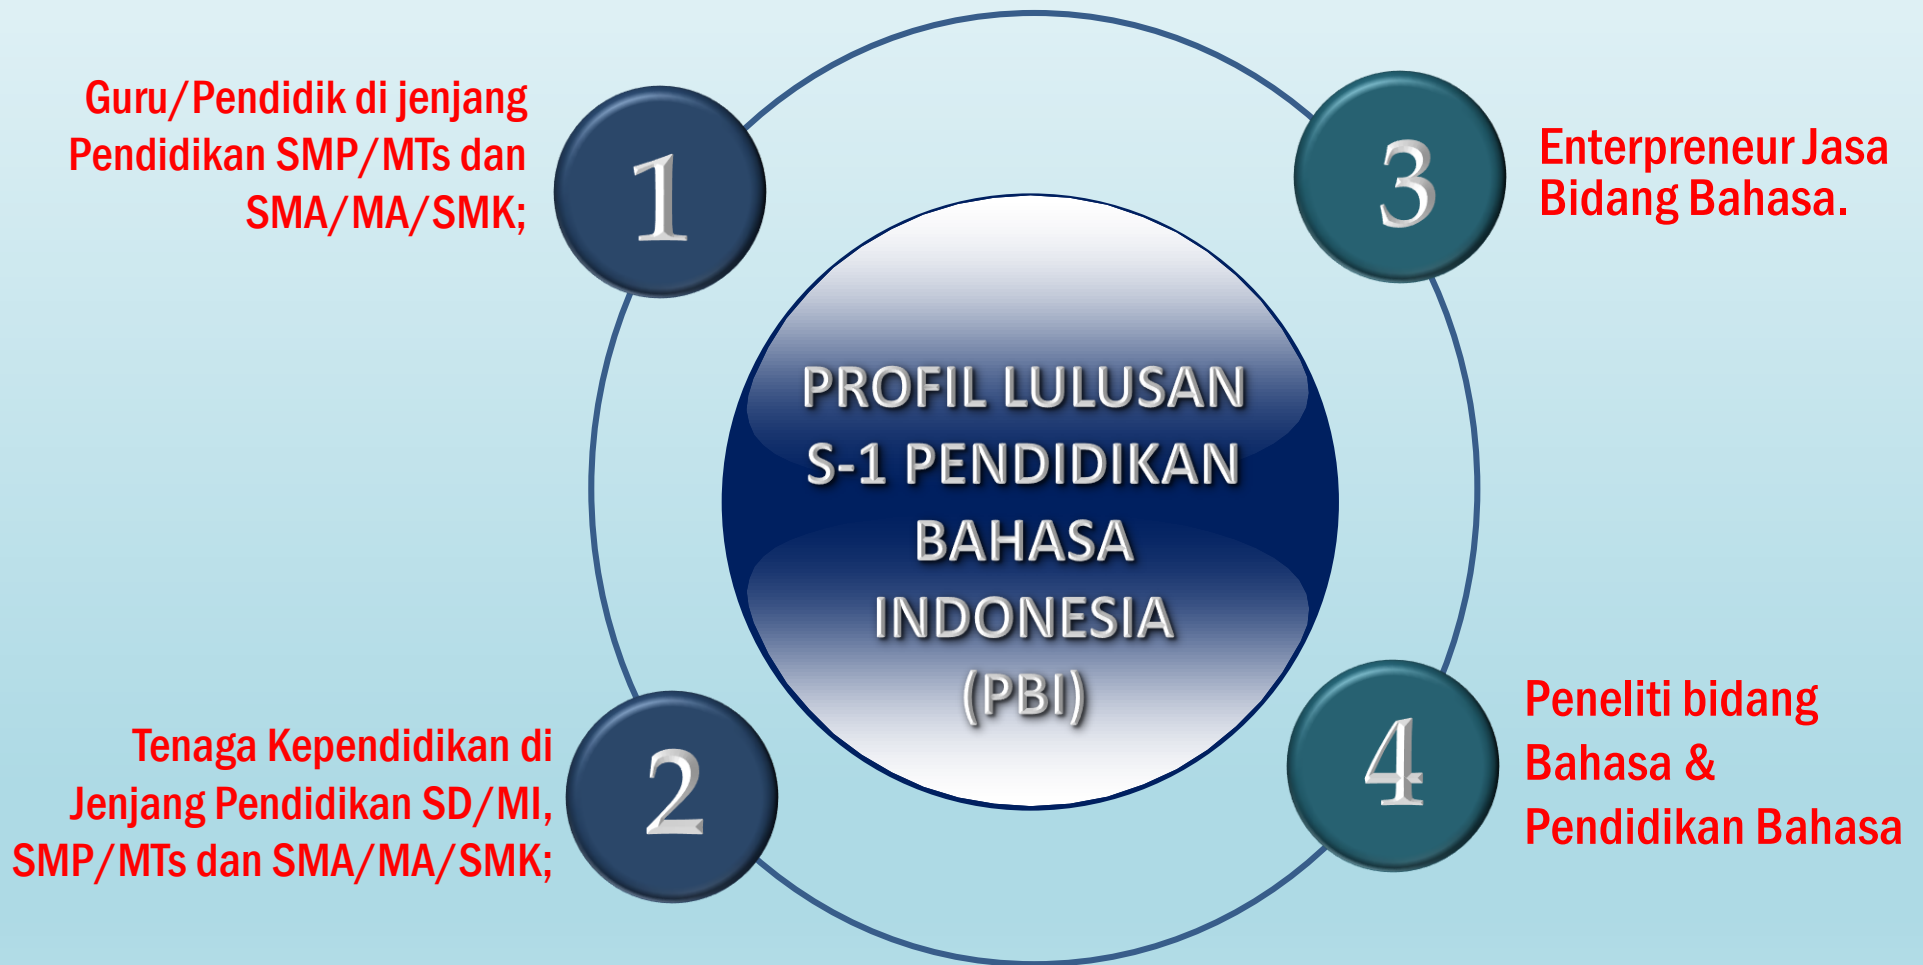 Guru/Pendidik di jenjang
Pendidikan SMP/MTs dan
SMA/MA/SMK;
1
Tenaga Kependidikan di
Jenjang Pendidikan SD/MI,
SMP/MTs dan SMA/MA/SMK;
2
PROFIL LULUSAN
S-1 PENDIDIKAN
BAHASA
INDONESIA
(PBI)
3
Enterpreneur Jasa
Bidang Bahasa.
4
Peneliti bidang
Bahasa &
Pendidikan Bahasa